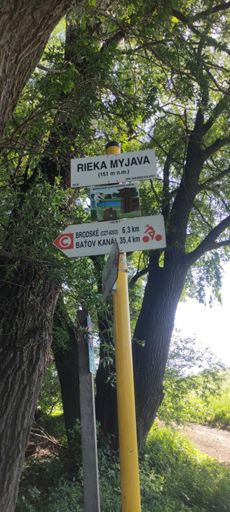 RIEKA MYJAVA
(151 m n.m.)
C
BRODSKÉ 6,3 km
BAŤOV KANÁL 35,4 km